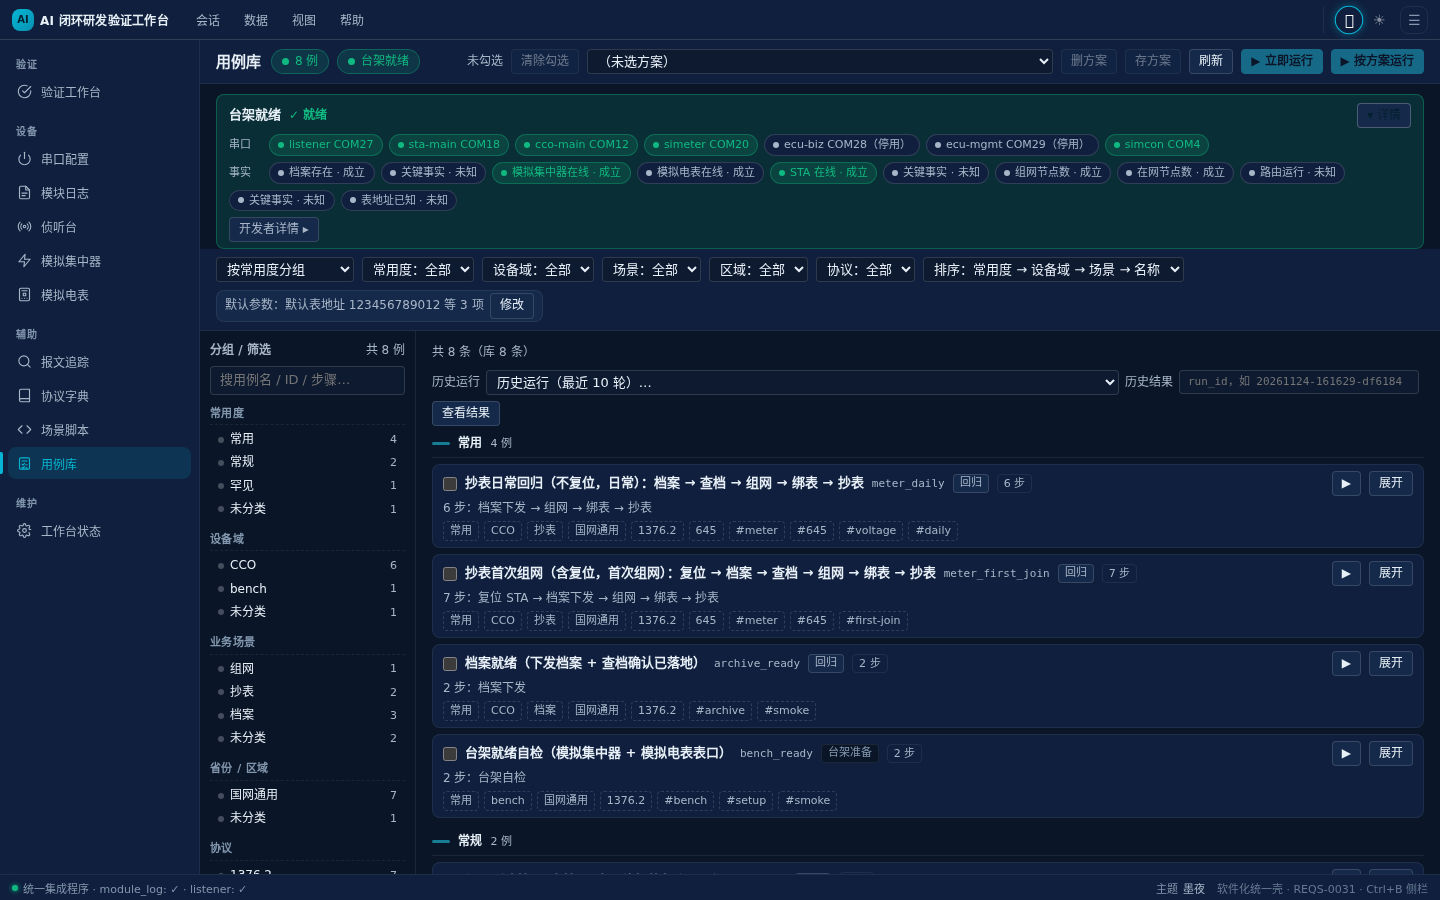 AI AI 闭环研发验证工作台 会话 数据 视图 帮助
验证
验证工作台
设备
串口配置
模块日志
侦听台
模拟集中器
模拟电表
辅助
报文追踪
协议字典
场景脚本
用例库
维护
工作台状态
用例库 8 例 台架就绪 未勾选 清除勾选 （未选方案） 删方案 存方案 刷新 ▶ 立即运行 ▶ 按方案运行
台架就绪 ✓ 就绪 ▾ 详情
串口 listener COM27 sta-main COM18 cco-main COM12 simeter COM20 ecu-biz COM28（停用） ecu-mgmt COM29（停用） simcon COM4
事实 档案存在 · 成立 关键事实 · 未知 模拟集中器在线 · 成立 模拟电表在线 · 成立 STA 在线 · 成立 关键事实 · 未知 组网节点数 · 成立 在网节点数 · 成立 路由运行 · 未知
关键事实 · 未知 表地址已知 · 未知
开发者详情 ▸
按常用度分组 常用度：全部 设备域：全部 场景：全部 区域：全部 协议：全部 排序：常用度 → 设备域 → 场景 → 名称
默认参数：默认表地址 123456789012 等 3 项 修改
分组 / 筛选 共 8 例
搜用例名 / ID / 步骤…
常用度
常用 4
常规 2
罕见 1
未分类 1
设备域
CCO 6
bench 1
未分类 1
业务场景
组网 1
抄表 2
档案 3
未分类 2
省份 / 区域
国网通用 7
未分类 1
协议
1376.2 7
共 8 条（库 8 条）
历史运行 历史运行（最近 10 轮）… 历史结果 run_id，如 20261124-161629-df6184
查看结果
常用 4 例
抄表日常回归（不复位，日常）：档案 → 查档 → 组网 → 绑表 → 抄表 meter_daily 回归 6 步 ▶ 展开
6 步：档案下发 → 组网 → 绑表 → 抄表
常用 CCO 抄表 国网通用 1376.2 645 #meter #645 #voltage #daily
抄表首次组网（含复位，首次组网）：复位 → 档案 → 查档 → 组网 → 绑表 → 抄表 meter_first_join 回归 7 步 ▶ 展开
7 步：复位 STA → 档案下发 → 组网 → 绑表 → 抄表
常用 CCO 抄表 国网通用 1376.2 645 #meter #645 #first-join
档案就绪（下发档案 + 查档确认已落地） archive_ready 回归 2 步 ▶ 展开
2 步：档案下发
常用 CCO 档案 国网通用 1376.2 #archive #smoke
台架就绪自检（模拟集中器 + 模拟电表表口） bench_ready 台架准备 2 步 ▶ 展开
2 步：台架自检
常用 bench 国网通用 1376.2 #bench #setup #smoke
常规 2 例
统一集成程序 · module_log: ✓ · listener: ✓ 主题 墨夜 软件化统一壳 · REQS-0031 · Ctrl+B 侧栏